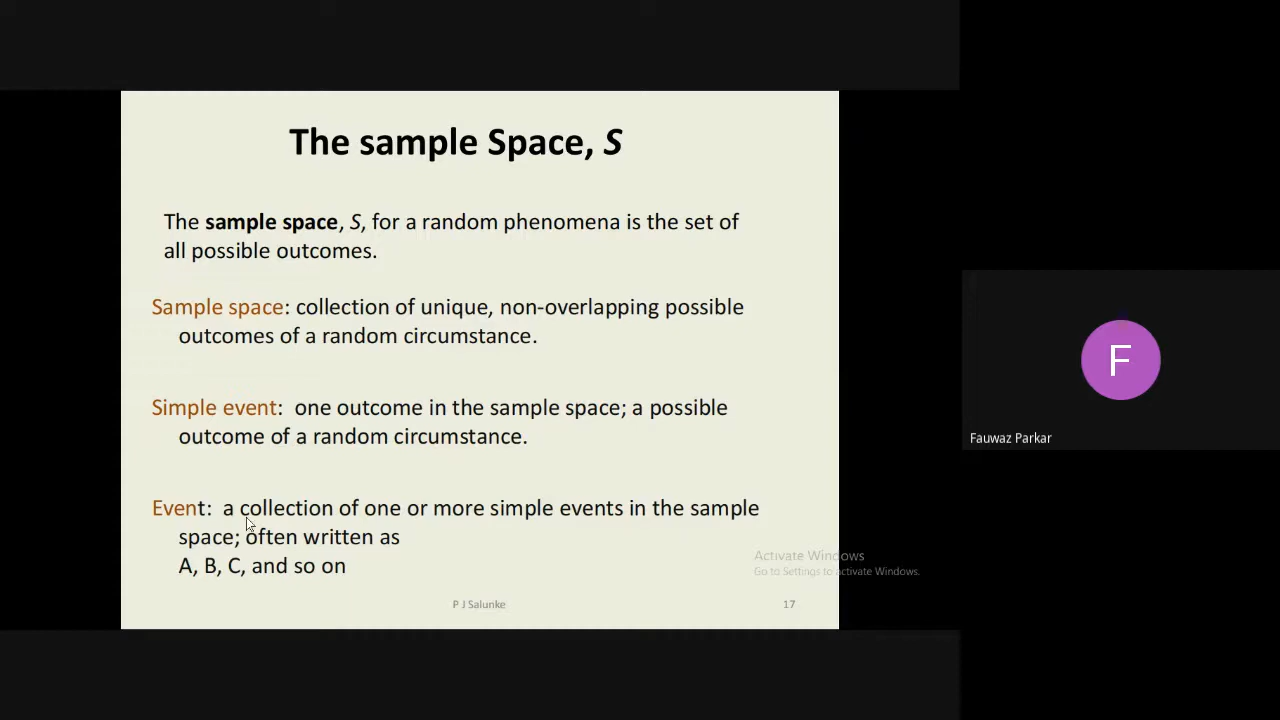 The sample Space, S
The sample space, S, for a random phenomena is the set of
all possible outcomes.
Sample space: collection of unique, non-overlapping possible
outcomes of a random circumstance.
Simple event: one outcome in the sample space; a possible
outcome of a random circumstance.
Event: a collection of one or more simple events in the sample
space; often written as
A, B, C, and so on
P J Salunke
17
Activate Windows
Go to Settings to activate Windows.
F
Fauwaz Parkar